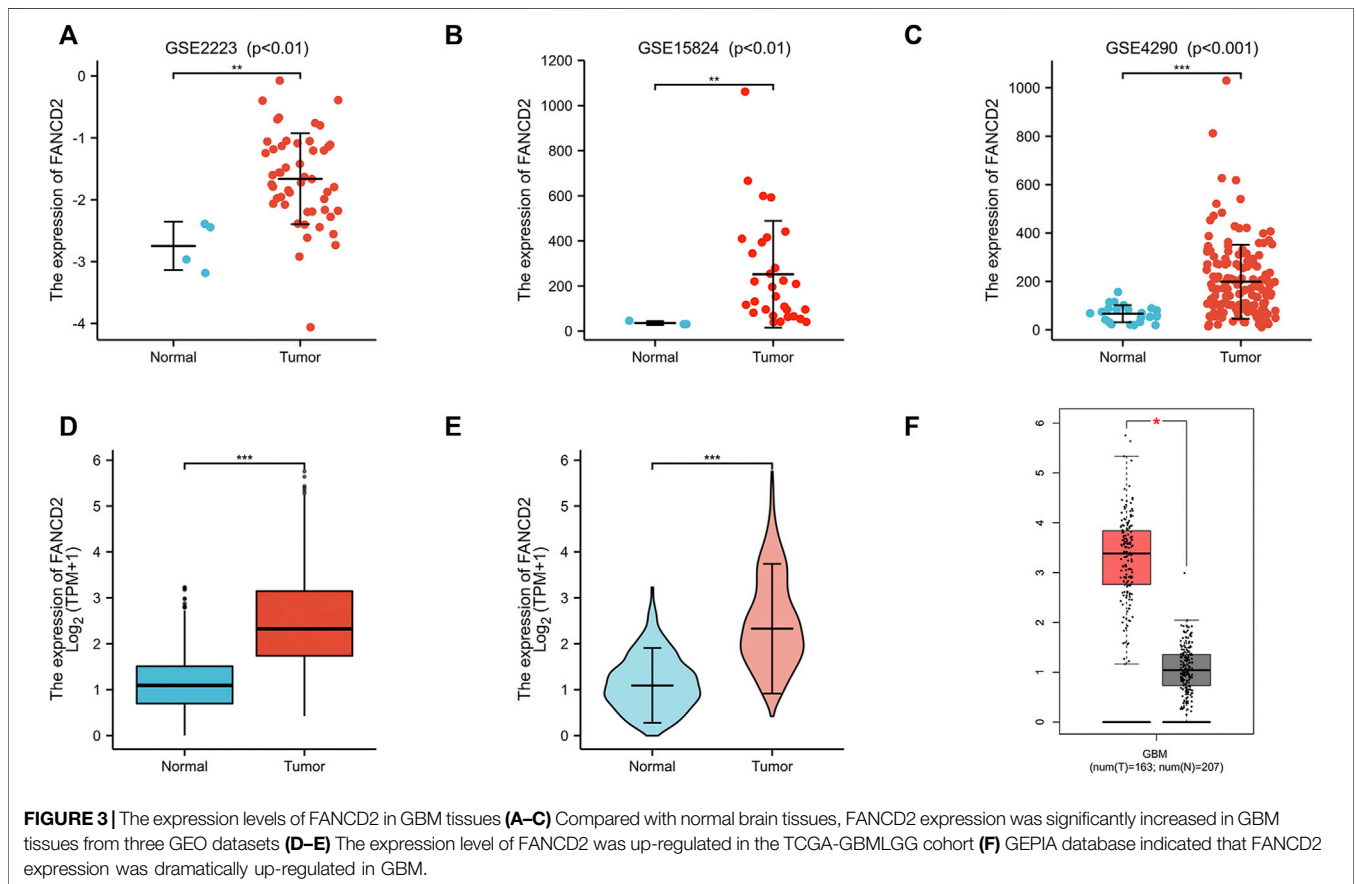 A
GSE2223 (p<0.01)
**
The expression of FANCD2
0
-1
-2
-3
-4
Normal
Tumor
B
GSE15824 (p<0.01)
**
The expression of FANCD2
1200
1000
800
600
400
200
0
Normal
Tumor
C
GSE4290 (p<0.001)
***
The expression of FANCD2
1000
800
600
400
200
0
Normal
Tumor
D
***
The expression of FANCD2
Log2 (TPM+1)
6
5
4
3
2
1
0
Normal
Tumor
E
***
The expression of FANCD2
Log2 (TPM+1)
6
5
4
3
2
1
0
Normal
Tumor
F
*
6
5
4
3
2
1
0
GBM
(num(T)=163; num(N)=207)
FIGURE 3 | The expression levels of FANCD2 in GBM tissues (A–C) Compared with normal brain tissues, FANCD2 expression was significantly increased in GBM
tissues from three GEO datasets (D–E) The expression level of FANCD2 was up-regulated in the TCGA-GBMLGG cohort (F) GEPIA database indicated that FANCD2
expression was dramatically up-regulated in GBM.